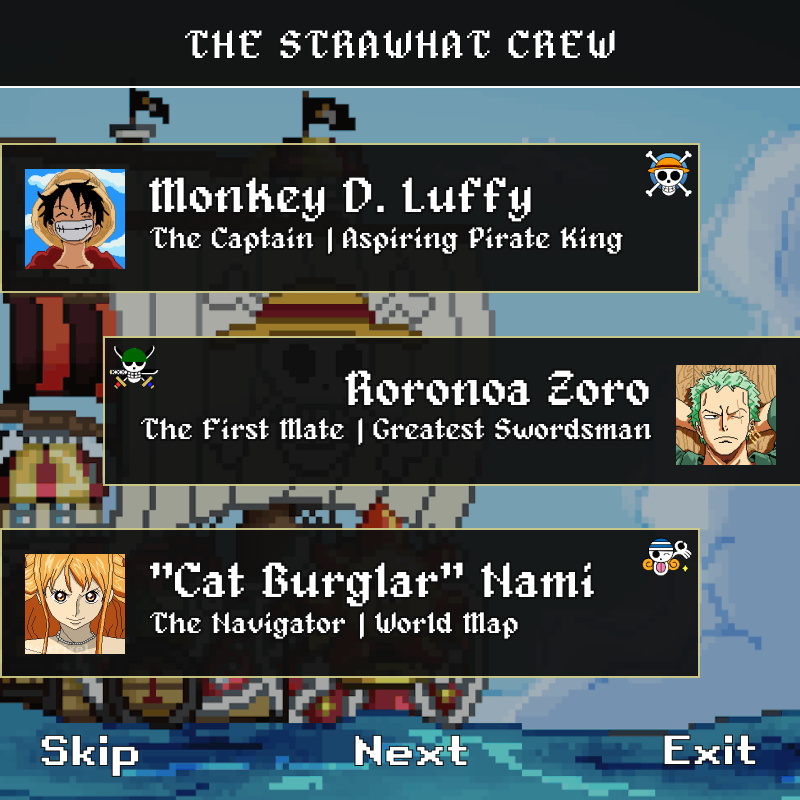 THE STRAWHAT CREW
Monkey D. Luffy
The Captain | Aspiring Pirate King
Roronoa Zoro
The First Mate | Greatest Swordsman
"Cat Burglar" Nami
The Navigator | World Map
Skip
Next
Exit